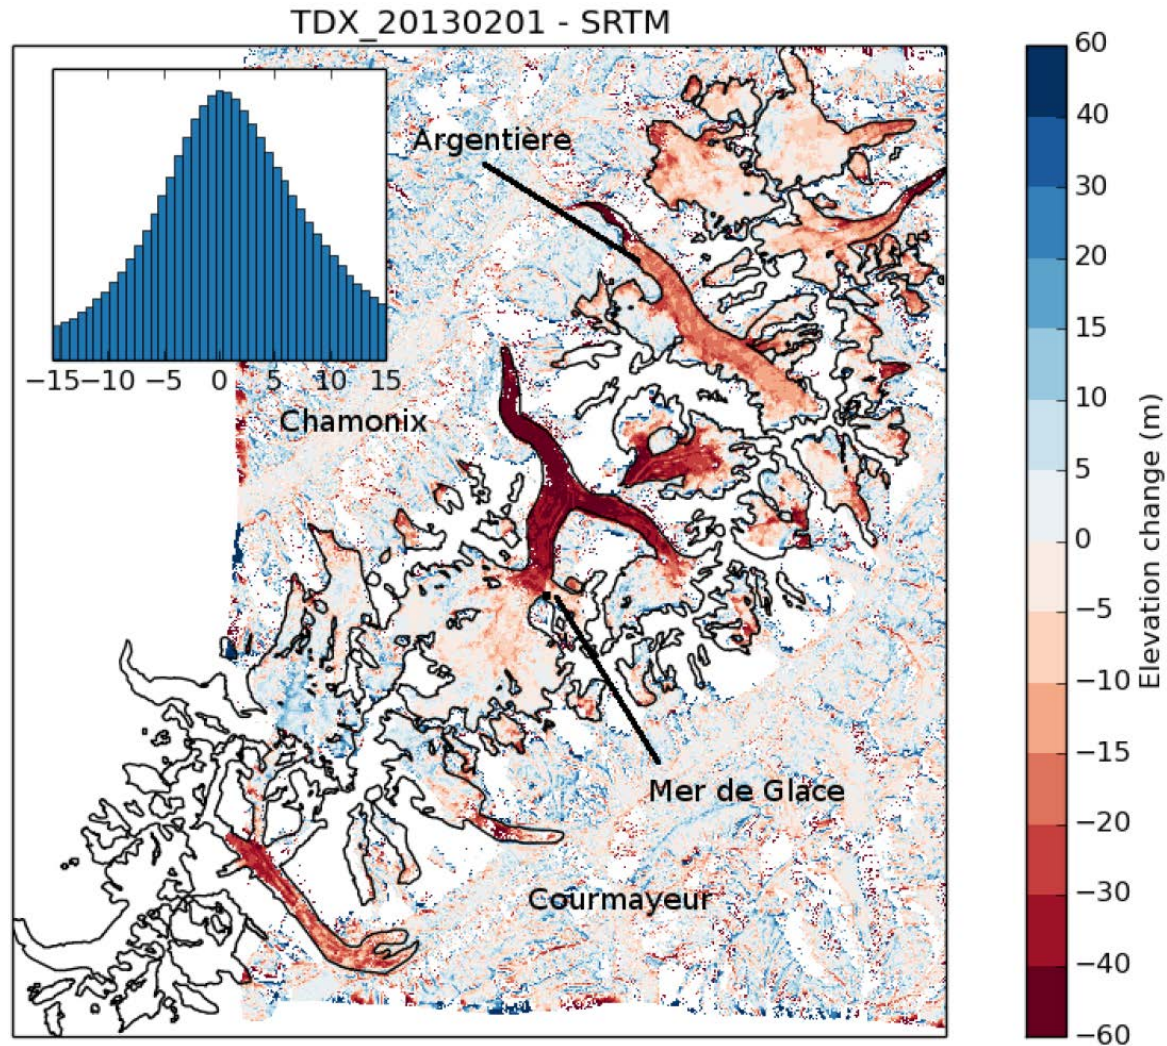 TDX_20130201 - SRTM
Argentière
−15 −10 −5 0 5 10 15
Chamonix
Mer de Glace
Courmayeur
60
40
30
20
15
10
5
0
−5
−10
−15
−20
−30
−40
−60
Elevation change (m)